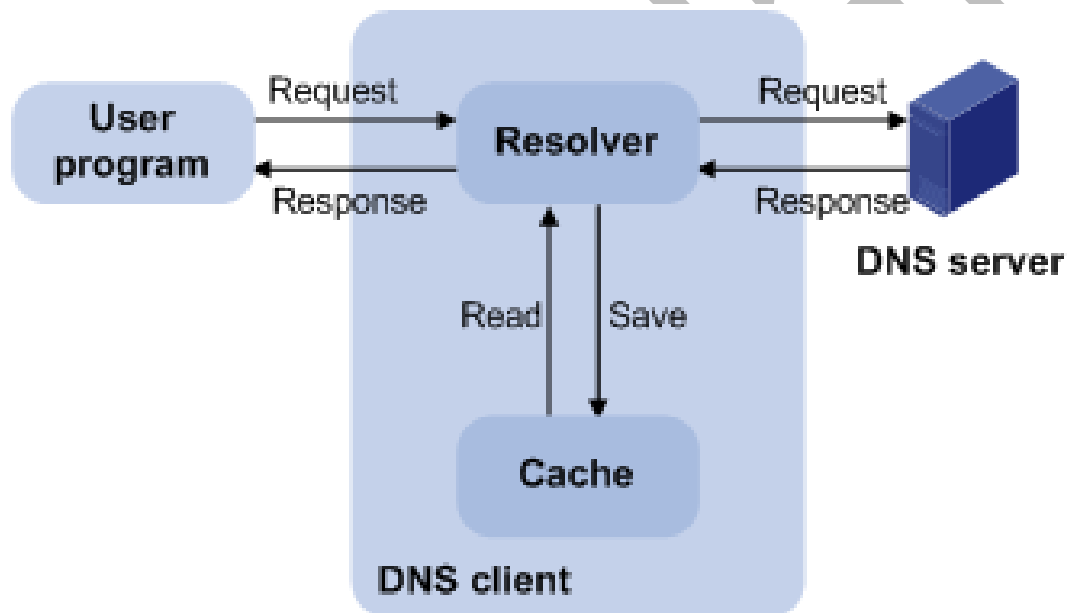 Request
Request
User
program
Resolver
Response
Response
DNS server
Read
Save
Cache
DNS client